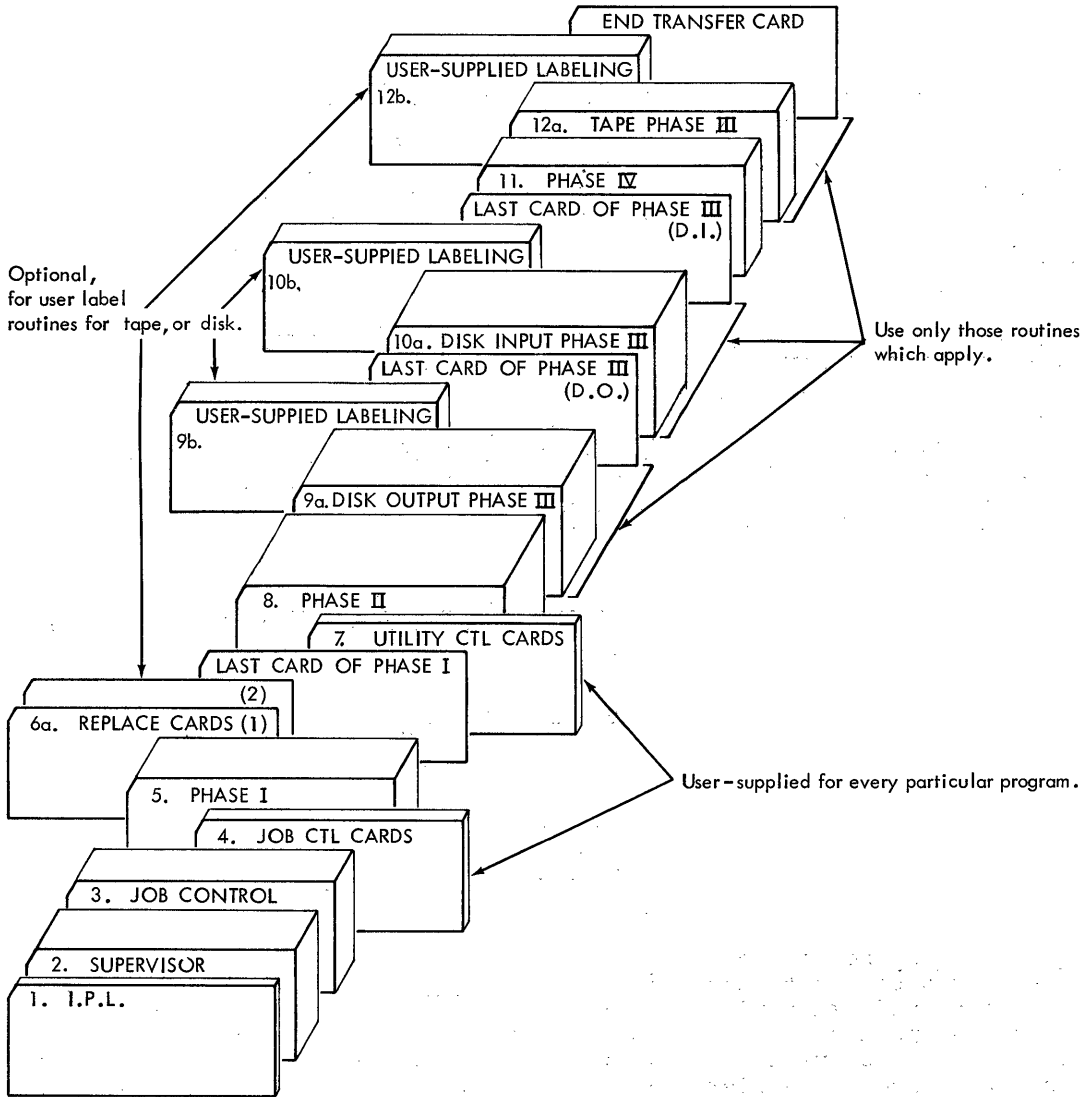 END TRANSFER CARD
USER-SUPPLIED LABELING
12b.
12a. TAPE PHASE III
11. PHASE IV
LAST CARD OF PHASE III
(D.I.)
USER-SUPPIED LABELING
10b.
Optional,
for user label
routines for tape, or disk.
10a. DISK INPUT PHASE III
Use only those routines
which apply.
LAST CARD OF PHASE III
(D.O.)
USER-SUPPIED LABELING
9b.
9a. DISK OUTPUT PHASE III
8. PHASE II
7. UTILITY CTL CARDS
LAST CARD OF PHASE I
(2)
6a. REPLACE CARDS (1)
User-supplied for every particular program.
5. PHASE I
4. JOB CTL CARDS
3. JOB CONTROL
2. SUPERVISOR
1. I.P.L.